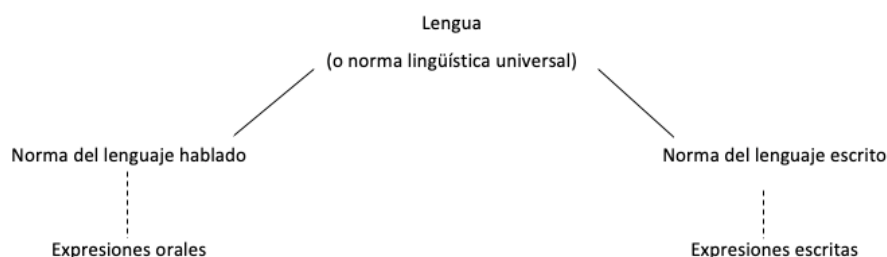 Lengua
(o norma lingüística universal)
Norma del lenguaje hablado
Norma del lenguaje escrito
Expresiones orales
Expresiones escritas